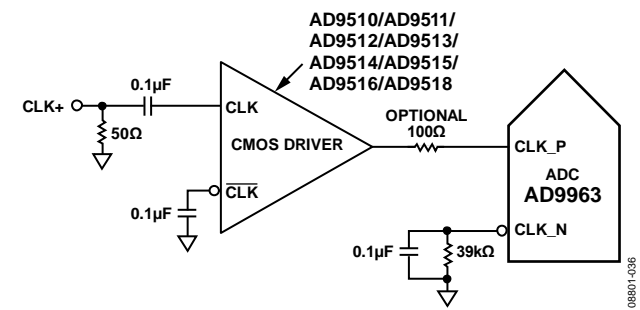 AD9510/AD9511/
AD9512/AD9513/
AD9514/AD9515/
AD9516/AD9518
0.1µF
CLK+
50Ω
CLK
CMOS DRIVER
CLK
0.1µF
OPTIONAL
100Ω
CLK_P
ADC
AD9963
CLK_N
0.1µF
39kΩ
08801-036